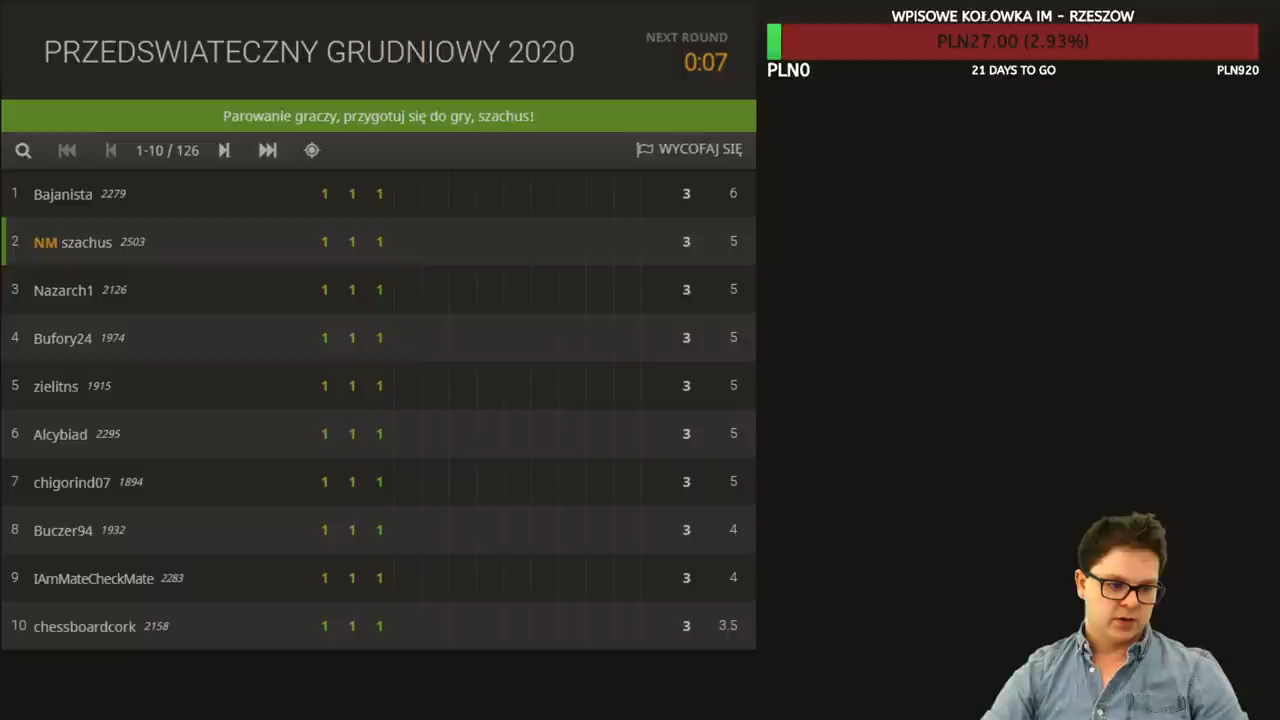 PRZEDSWIATECZNY GRUDNIOWY 2020
NEXT ROUND
0:07
WPISOWE KOŁOWKA IM - RZESZOW
PLN27.00 (2.93%)
PLN0
21 DAYS TO GO
PLN920
Parowanie graczy, przygotuj się do gry, szachus!
1-10 / 126
WYCOFAJ SIĘ
1 Bajanista 2279 1 1 1 3 6
2 NM szachus 2503 1 1 1 3 5
3 Nazarch1 2126 1 1 1 3 5
4 Bufory24 1974 1 1 1 3 5
5 zielitns 1915 1 1 1 3 5
6 Alcybiad 2295 1 1 1 3 5
7 chigorind07 1894 1 1 1 3 5
8 Buczer94 1932 1 1 1 3 4
9 IAmMateCheckMate 2283 1 1 1 3 4
10 chessboardcork 2158 1 1 1 3 3.5